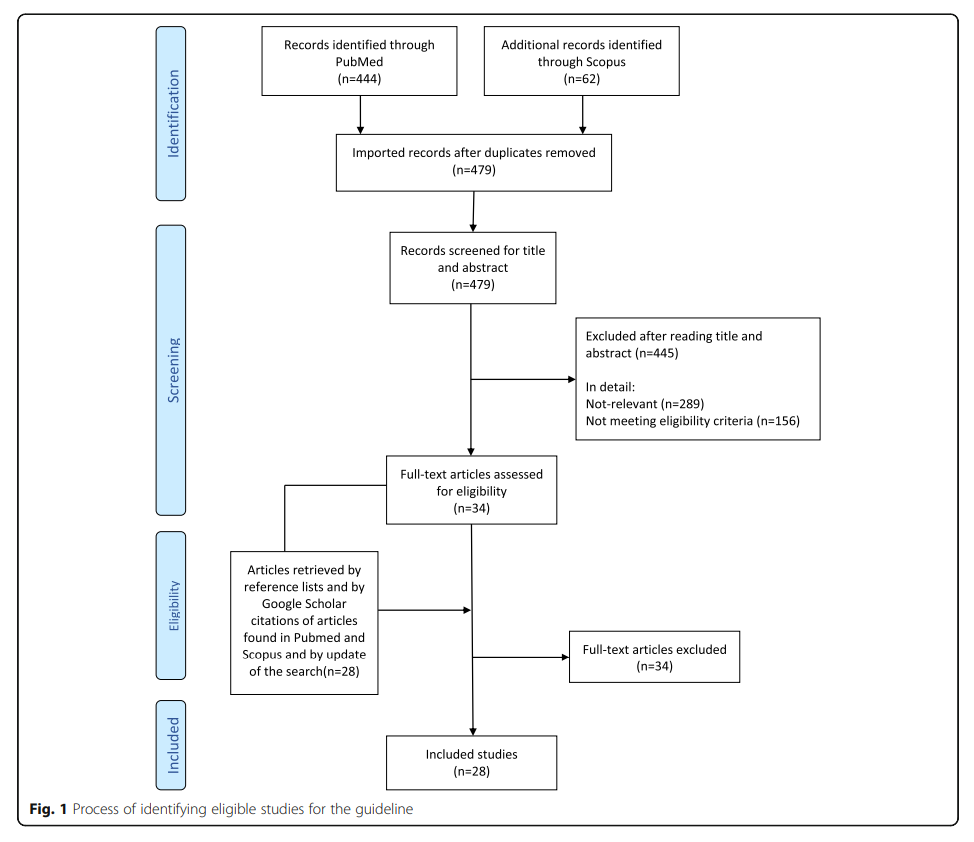 Identification
Records identified through
PubMed
(n=444)
Additional records identified
through Scopus
(n=62)
Imported records after duplicates removed
(n=479)
Screening
Records screened for title
and abstract
(n=479)
Excluded after reading title and
abstract (n=445)
In detail:
Not-relevant (n=289)
Not meeting eligibility criteria (n=156)
Full-text articles assessed
for eligibility
(n=34)
Eligibility
Articles retrieved by
reference lists and by
Google Scholar
citations of articles
found in Pubmed and
Scopus and by update
of the search(n=28)
Full-text articles excluded
(n=34)
Included
Included studies
(n=28)
Fig. 1 Process of identifying eligible studies for the guideline